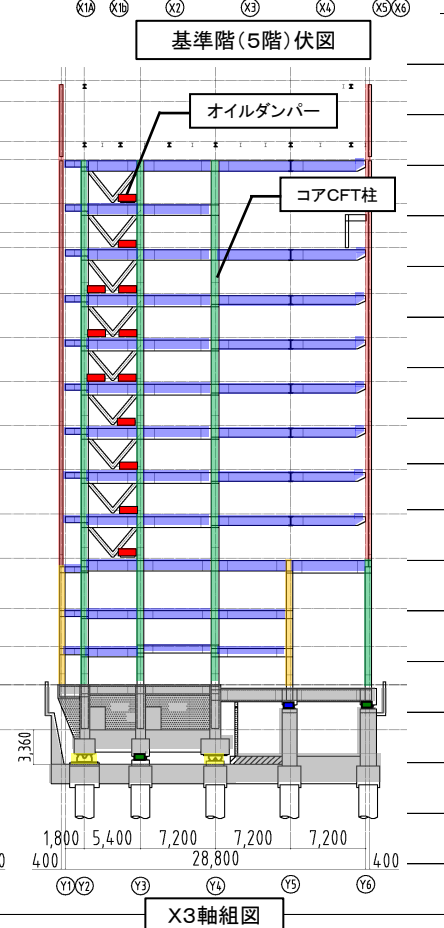 X1A X1b X2 X3 X4 X5 X6
基準階(5階)伏図
オイルダンパー
コアCFT柱
3,360
1,800 5,400 7,200 7,200 7,200
0 400 28,800 400
Y1 Y2 Y3 Y4 Y5 Y6
X3軸組図